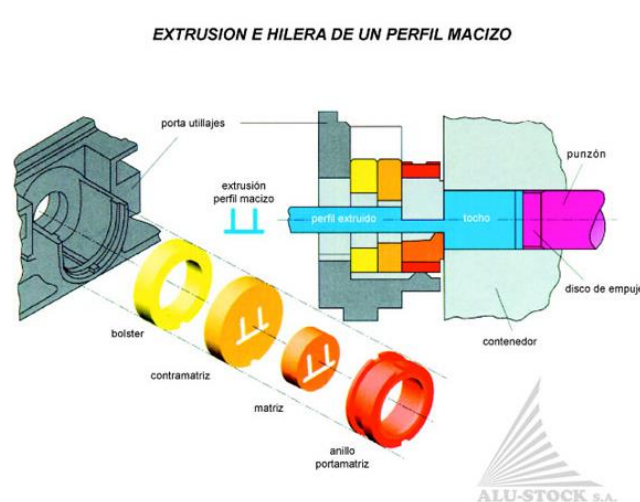 EXTRUSION E HILERA DE UN PERFIL MACIZO
porta utillajes
punzón
extrusión
perfil macizo
perfil extruido
tocho
disco de empuje
bolster
contenedor
contramatriz
matriz
anillo
portamatriz
ALU-STOCK S.A.